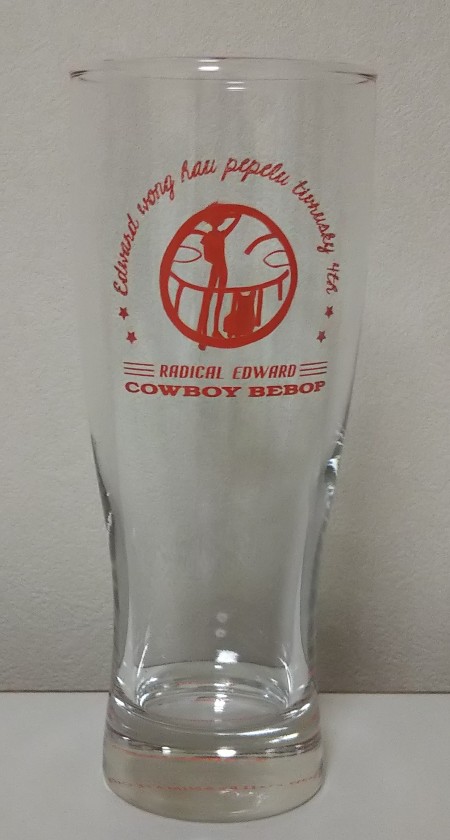 Edward wong hau pepelu tivrusky 4th
RADICAL EDWARD
COWBOY BEBOP